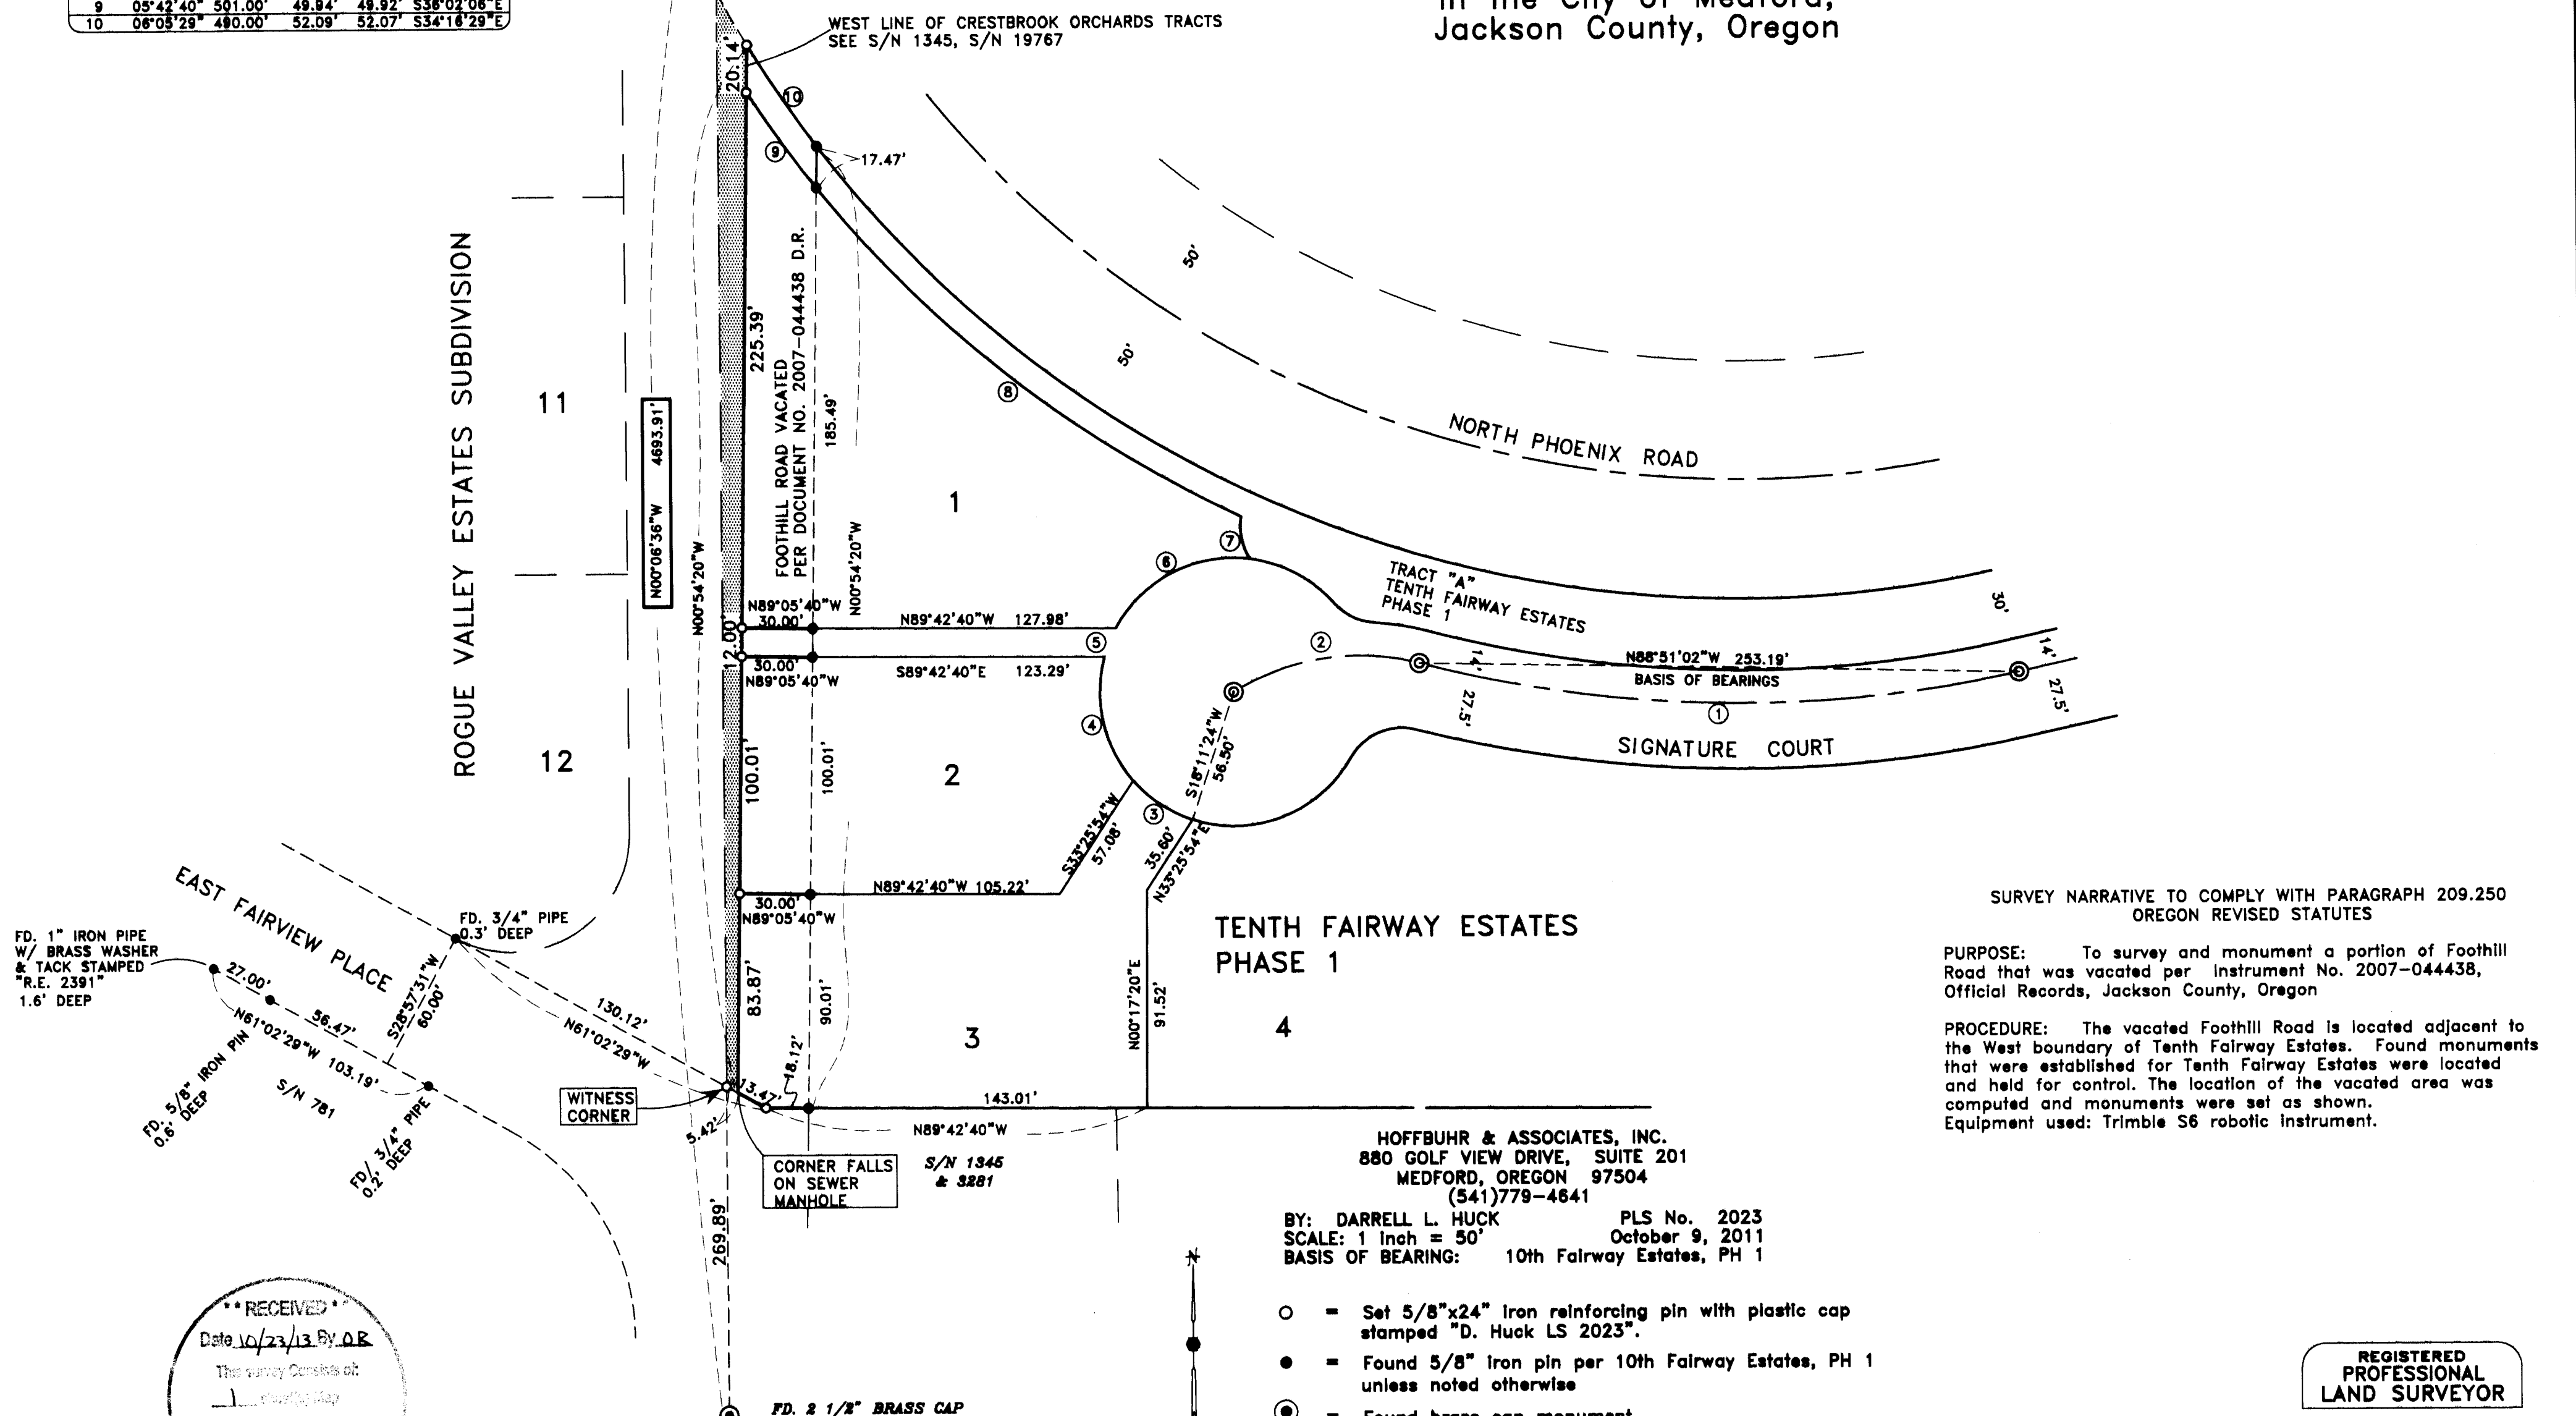 9 05°42'40" 501.00' 49.94' 49.92' S36°02'06"E
10 06°05'29" 490.00' 52.09' 52.07' S34°16'29"E
In the City of Medford,
Jackson County, Oregon
WEST LINE OF CRESTBROOK ORCHARDS TRACTS
SEE S/N 1345, S/N 19767
20.14'
10
9
17.47'
50'
50'
ROGUE VALLEY ESTATES SUBDIVISION
11
12
N00°06'36"W 4693.91'
N00°54'20"W
225.39'
FOOTHILL ROAD VACATED
PER DOCUMENT NO. 2007-044438 D.R.
185.49'
N00°54'20"W
8
1
NORTH PHOENIX ROAD
7
6
TRACT "A"
TENTH FAIRWAY ESTATES
PHASE 1
30'
N89°05'40"W
30.00'
N89°42'40"W 127.98'
12.00'
5
2
30.00'
N89°05'40"W
S89°42'40"E 123.29'
14'
N88°51'02"W 253.19'
BASIS OF BEARINGS
14'
27.5'
27.5'
1
SIGNATURE COURT
4
100.01'
100.01'
2
S18°11'24"W
56.50'
3
S33°25'54"W
57.08'
35.60'
N33°25'54"E
N89°42'40"W 105.22'
30.00'
N89°05'40"W
EAST FAIRVIEW PLACE
FD. 3/4" PIPE
0.3' DEEP
FD. 1" IRON PIPE
W/ BRASS WASHER
& TACK STAMPED
"R.E. 2391"
1.6' DEEP
27.00'
56.47'
S28°57'31"W
60.00'
N61°02'29"W 103.19'
FD. 5/8" IRON PIN
0.6' DEEP
S/N 781
FD/ 3/4" PIPE
0.2' DEEP
130.12'
N61°02'29"W
83.87'
90.01'
3
N00°17'20"E
91.52'
4
TENTH FAIRWAY ESTATES
PHASE 1
WITNESS
CORNER
13.47'
18.12'
143.01'
5.42'
N89°42'40"W
CORNER FALLS
ON SEWER
MANHOLE
S/N 1345
& 3281
269.89'
FD. 2 1/2" BRASS CAP
SURVEY NARRATIVE TO COMPLY WITH PARAGRAPH 209.250
OREGON REVISED STATUTES
PURPOSE: To survey and monument a portion of Foothill
Road that was vacated per Instrument No. 2007-044438,
Official Records, Jackson County, Oregon
PROCEDURE: The vacated Foothill Road is located adjacent to
the West boundary of Tenth Fairway Estates. Found monuments
that were established for Tenth Fairway Estates were located
and held for control. The location of the vacated area was
computed and monuments were set as shown.
Equipment used: Trimble S6 robotic instrument.
HOFFBUHR & ASSOCIATES, INC.
880 GOLF VIEW DRIVE, SUITE 201
MEDFORD, OREGON 97504
(541)779-4641
BY: DARRELL L. HUCK PLS No. 2023
SCALE: 1 inch = 50' October 9, 2011
BASIS OF BEARING: 10th Fairway Estates, PH 1
N
= Set 5/8"x24" iron reinforcing pin with plastic cap
stamped "D. Huck LS 2023".
= Found 5/8" iron pin per 10th Fairway Estates, PH 1
unless noted otherwise
= Found brass cap monument
** RECEIVED **
Date 10/23/13 By DR
This survey Consists of:
1 Map
REGISTERED
PROFESSIONAL
LAND SURVEYOR